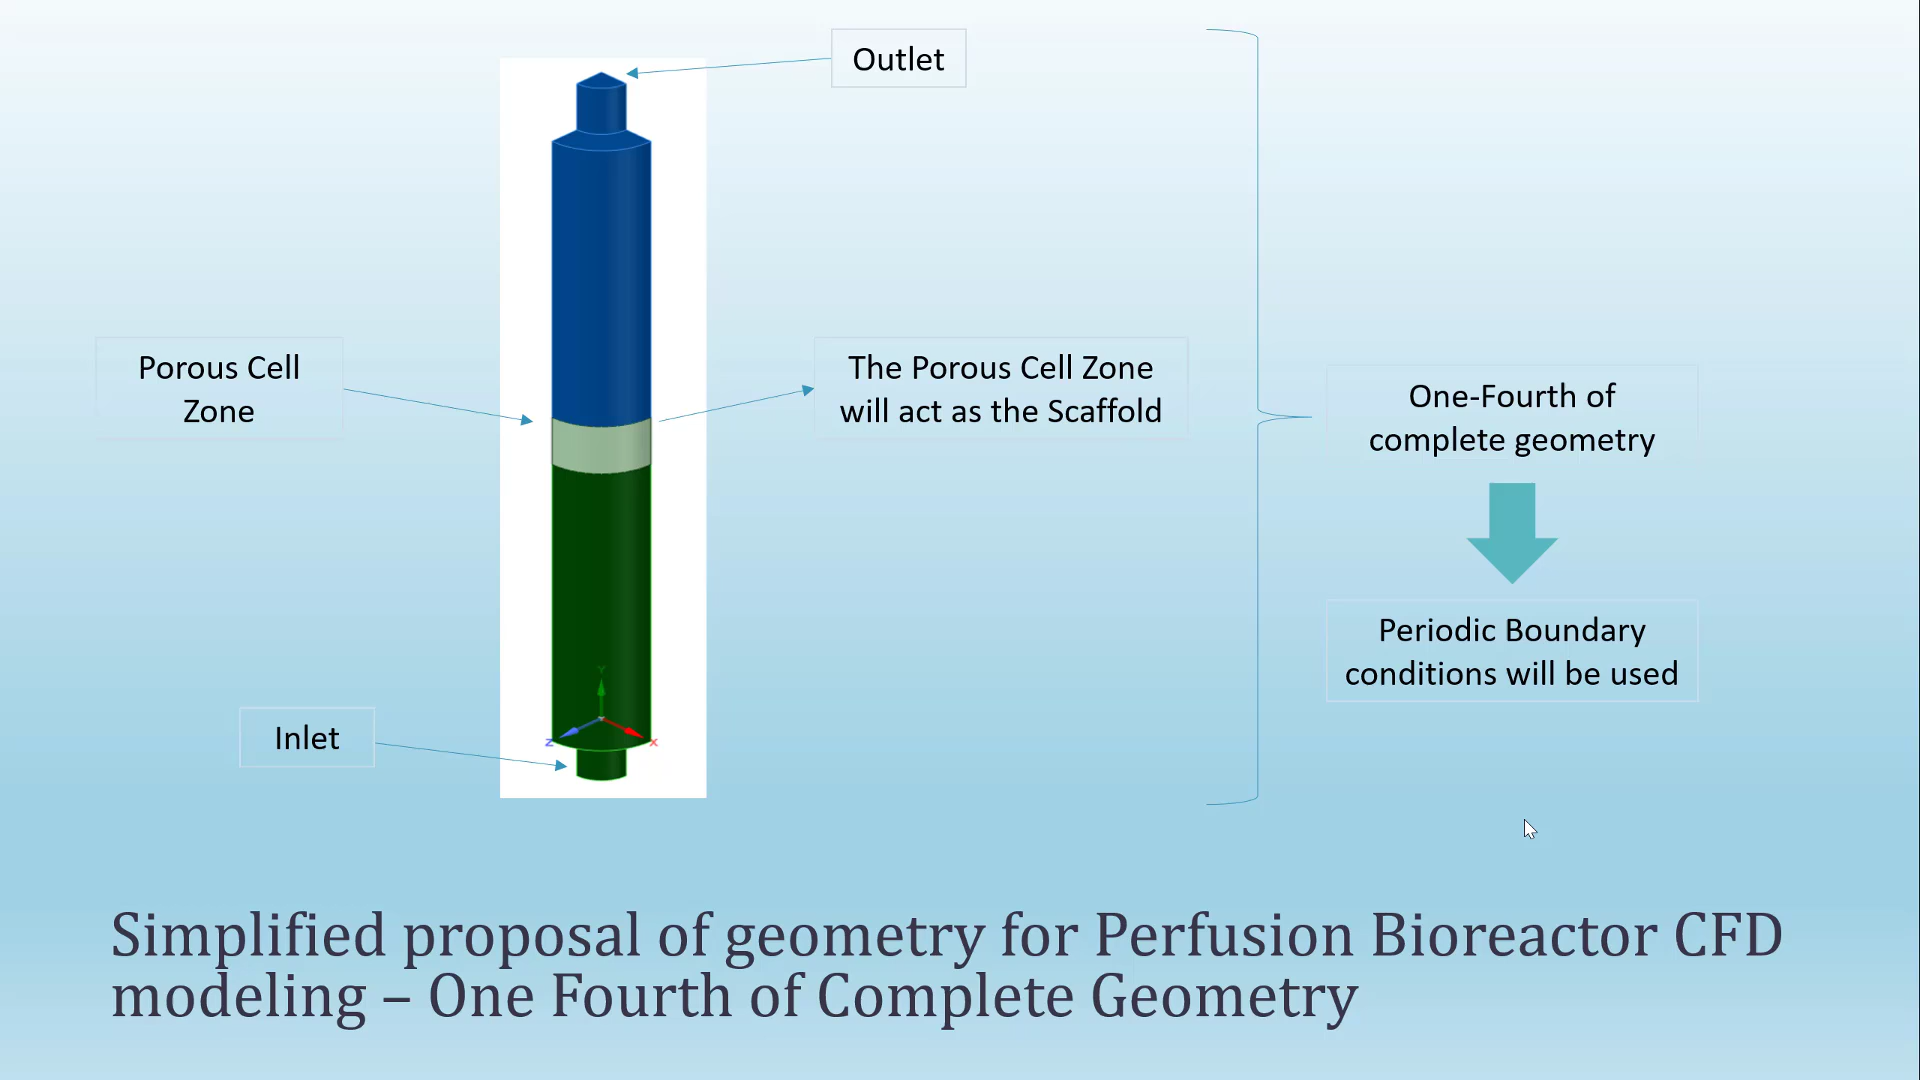 Outlet
Porous Cell
Zone
The Porous Cell Zone
will act as the Scaffold
One-Fourth of
complete geometry
Periodic Boundary
conditions will be used
Y
Z
X
Inlet
Simplified proposal of geometry for Perfusion Bioreactor CFD
modeling – One Fourth of Complete Geometry